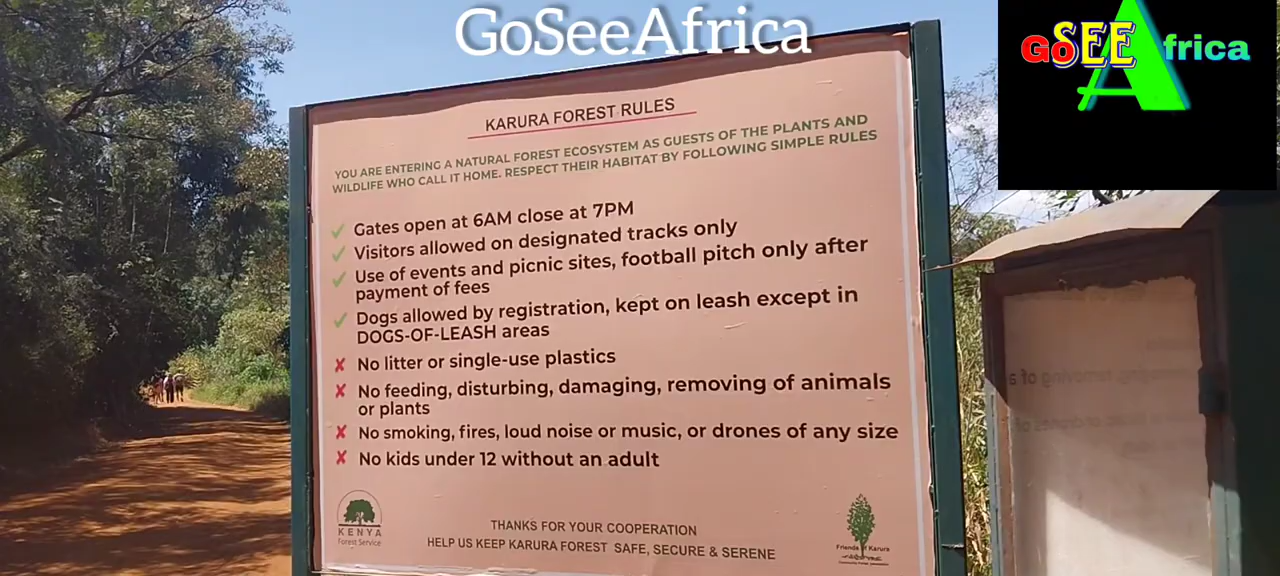 GoSeeAfrica
GoSEE Africa
KARURA FOREST RULES
YOU ARE ENTERING A NATURAL FOREST ECOSYSTEM AS GUESTS OF THE PLANTS AND
WILDLIFE WHO CALL IT HOME. RESPECT THEIR HABITAT BY FOLLOWING SIMPLE RULES
Gates open at 6AM close at 7PM
Visitors allowed on designated tracks only
Use of events and picnic sites, football pitch only after
payment of fees
Dogs allowed by registration, kept on leash except in
DOGS-OF-LEASH areas
No litter or single-use plastics
No feeding, disturbing, damaging, removing of animals
or plants
No smoking, fires, loud noise or music, or drones of any size
No kids under 12 without an adult
KENYA
Forest Service
THANKS FOR YOUR COOPERATION
HELP US KEEP KARURA FOREST SAFE, SECURE & SERENE
Friends of Karura